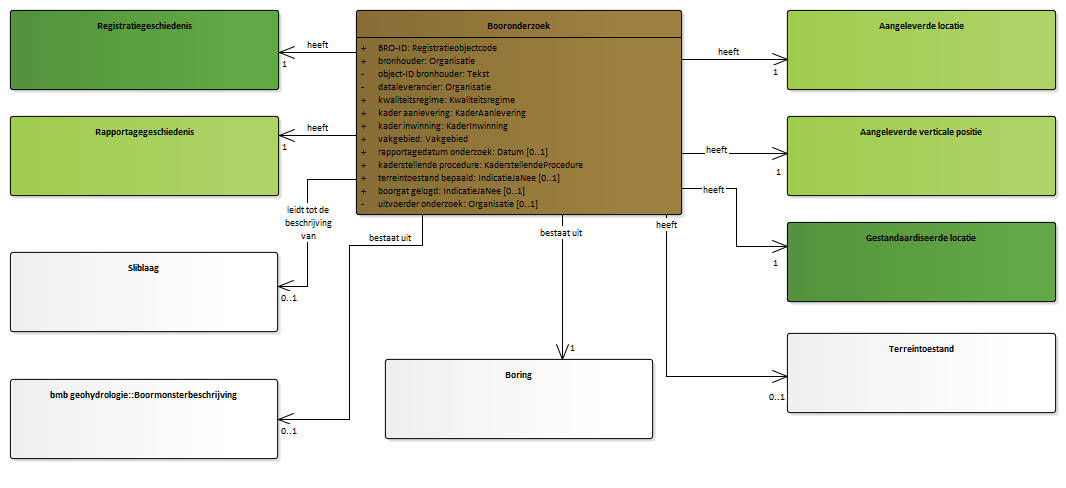 Registratiegeschiedenis
heeft
1
Rapportagegeschiedenis
heeft
1
leidt tot de
beschrijving
van
Sliblaag
0..1
bmb geohydrologie::Boormonsterbeschrijving
0..1
Booronderzoek
+ BRO-ID: Registratieobjectcode
+ bronhouder: Organisatie
- object-ID bronhouder: Tekst
- dataleverancier: Organisatie
+ kwaliteitsregime: Kwaliteitsregime
+ kader aanlevering: KaderAanlevering
+ kader inwinning: KaderInwinning
+ vakgebied: Vakgebied
+ rapportagedatum onderzoek: Datum [0..1]
+ kaderstellende procedure: KaderstellendeProcedure
+ terreintoestand bepaald: IndicatieJaNee [0..1]
+ boorgat gelogd: IndicatieJaNee [0..1]
- uitvoerder onderzoek: Organisatie [0..1]
bestaat uit
bestaat uit
heeft
1
Boring
heeft
1
Aangeleverde locatie
heeft
1
Aangeleverde verticale positie
heeft
1
Gestandaardiseerde locatie
Terreintoestand
0..1